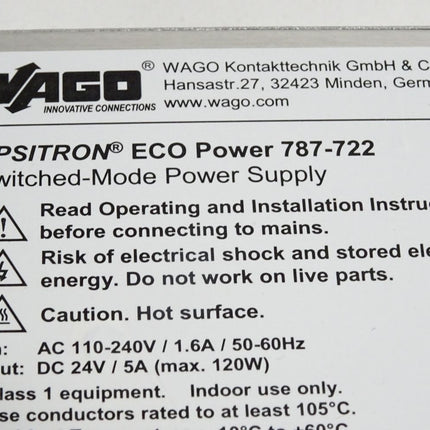 WAGO®
INNOVATIVE CONNECTIONS
WAGO Kontakttechnik GmbH & C
Hansastr.27, 32423 Minden, Germ
www.wago.com
PSITRON® ECO Power 787-722
witched-Mode Power Supply
Read Operating and Installation Instruc
before connecting to mains.
Risk of electrical shock and stored ele
energy. Do not work on live parts.
Caution. Hot surface.
n: AC 110-240V / 1.6A / 50-60Hz
ut: DC 24V / 5A (max. 120W)
lass 1 equipment. Indoor use only.
se conductors rated to at least 105°C.